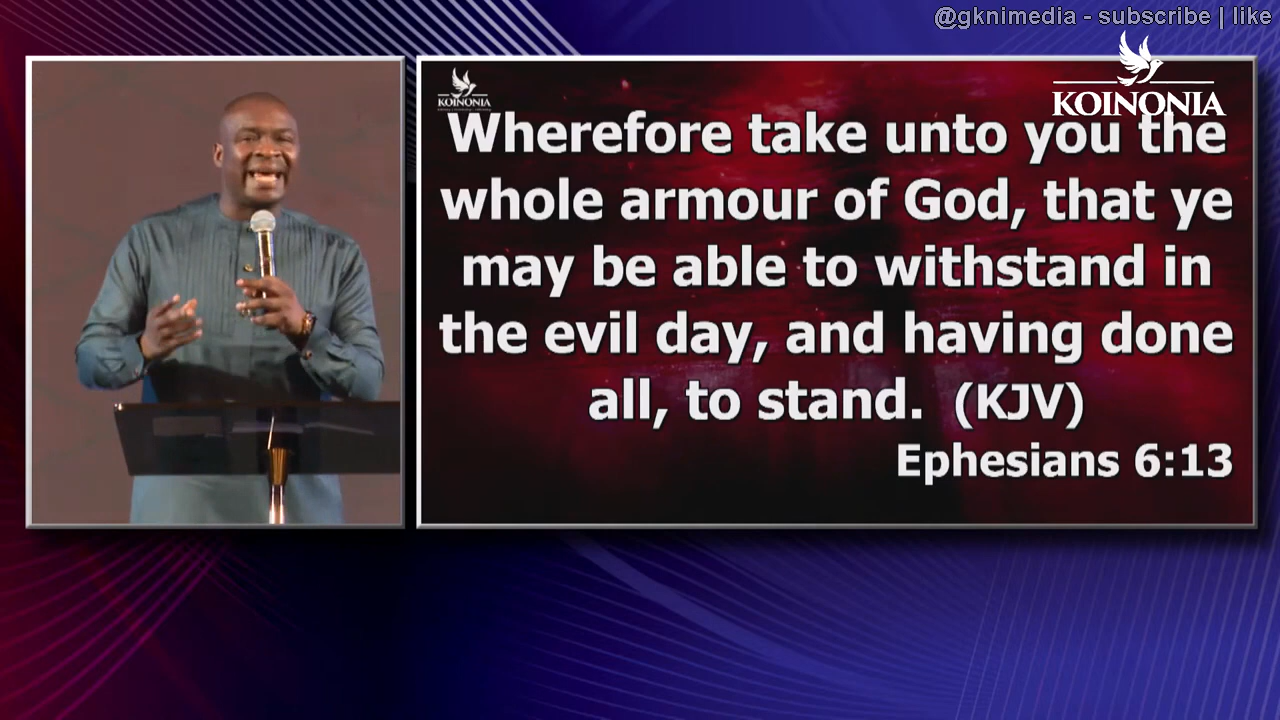 @gknimedia - subscribe | like
KOINONIA
KOINONIA
Wherefore take unto you the
whole armour of God, that ye
may be able to withstand in
the evil day, and having done
all, to stand. (KJV)
Ephesians 6:13